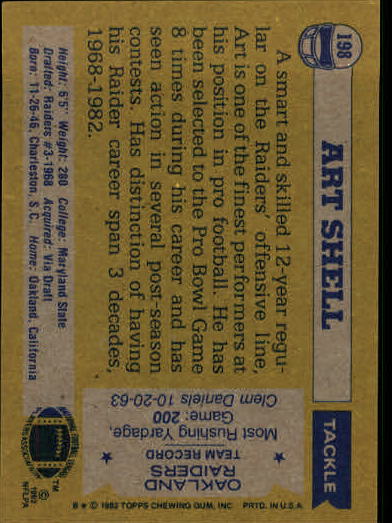 198
ART SHELL
TACKLE
A smart and skilled 12-year regu-
lar on the Raiders' offensive line,
Art is one of the finest performers at
his position in pro football. He has
been selected to the Pro Bowl Game
8 times during his career and has
seen action in several post-season
contests. Has distinction of having
his Raider career span 3 decades,
1968-1982.
OAKLAND
RAIDERS
TEAM RECORD
Most Rushing Yardage,
Game: 200
Clem Daniels 10-20-63
Height: 6'5" Weight: 280 College: Maryland State
Drafted: Raiders #3-1968 Acquired: Via Draft
Born: 11-26-46, Charleston, S.C. Home: Oakland, California
TM
1982
NFLPA
B * © 1982 TOPPS CHEWING GUM, INC. PRTD. IN U.S.A.